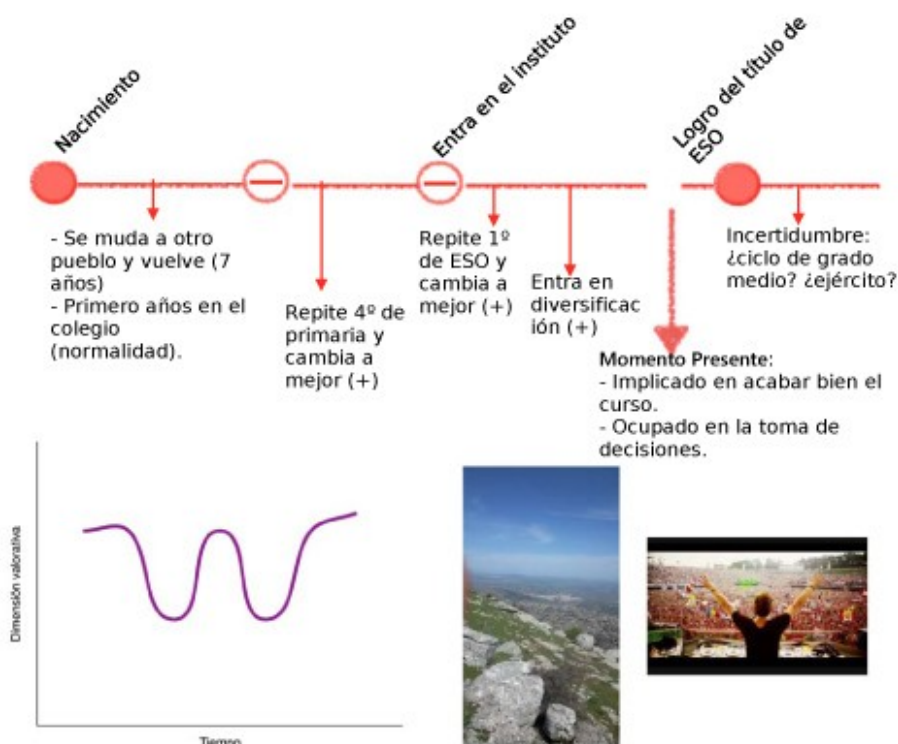 Nacimiento
Entra en el instituto
Logro del título de
ESO
- Se muda a otro
pueblo y vuelve (7
años)
- Primero años en el
colegio
(normalidad).
Repite 4º de
primaria y
cambia a
mejor (+)
Repite 1º
de ESO y
cambia a
mejor (+)
Entra en
diversificac
ión (+)
Incertidumbre:
¿ciclo de grado
medio? ¿ejército?
Momento Presente:
- Implicado en acabar bien el
curso.
- Ocupado en la toma de
decisiones.
Dimensión valorativa
Tiempo